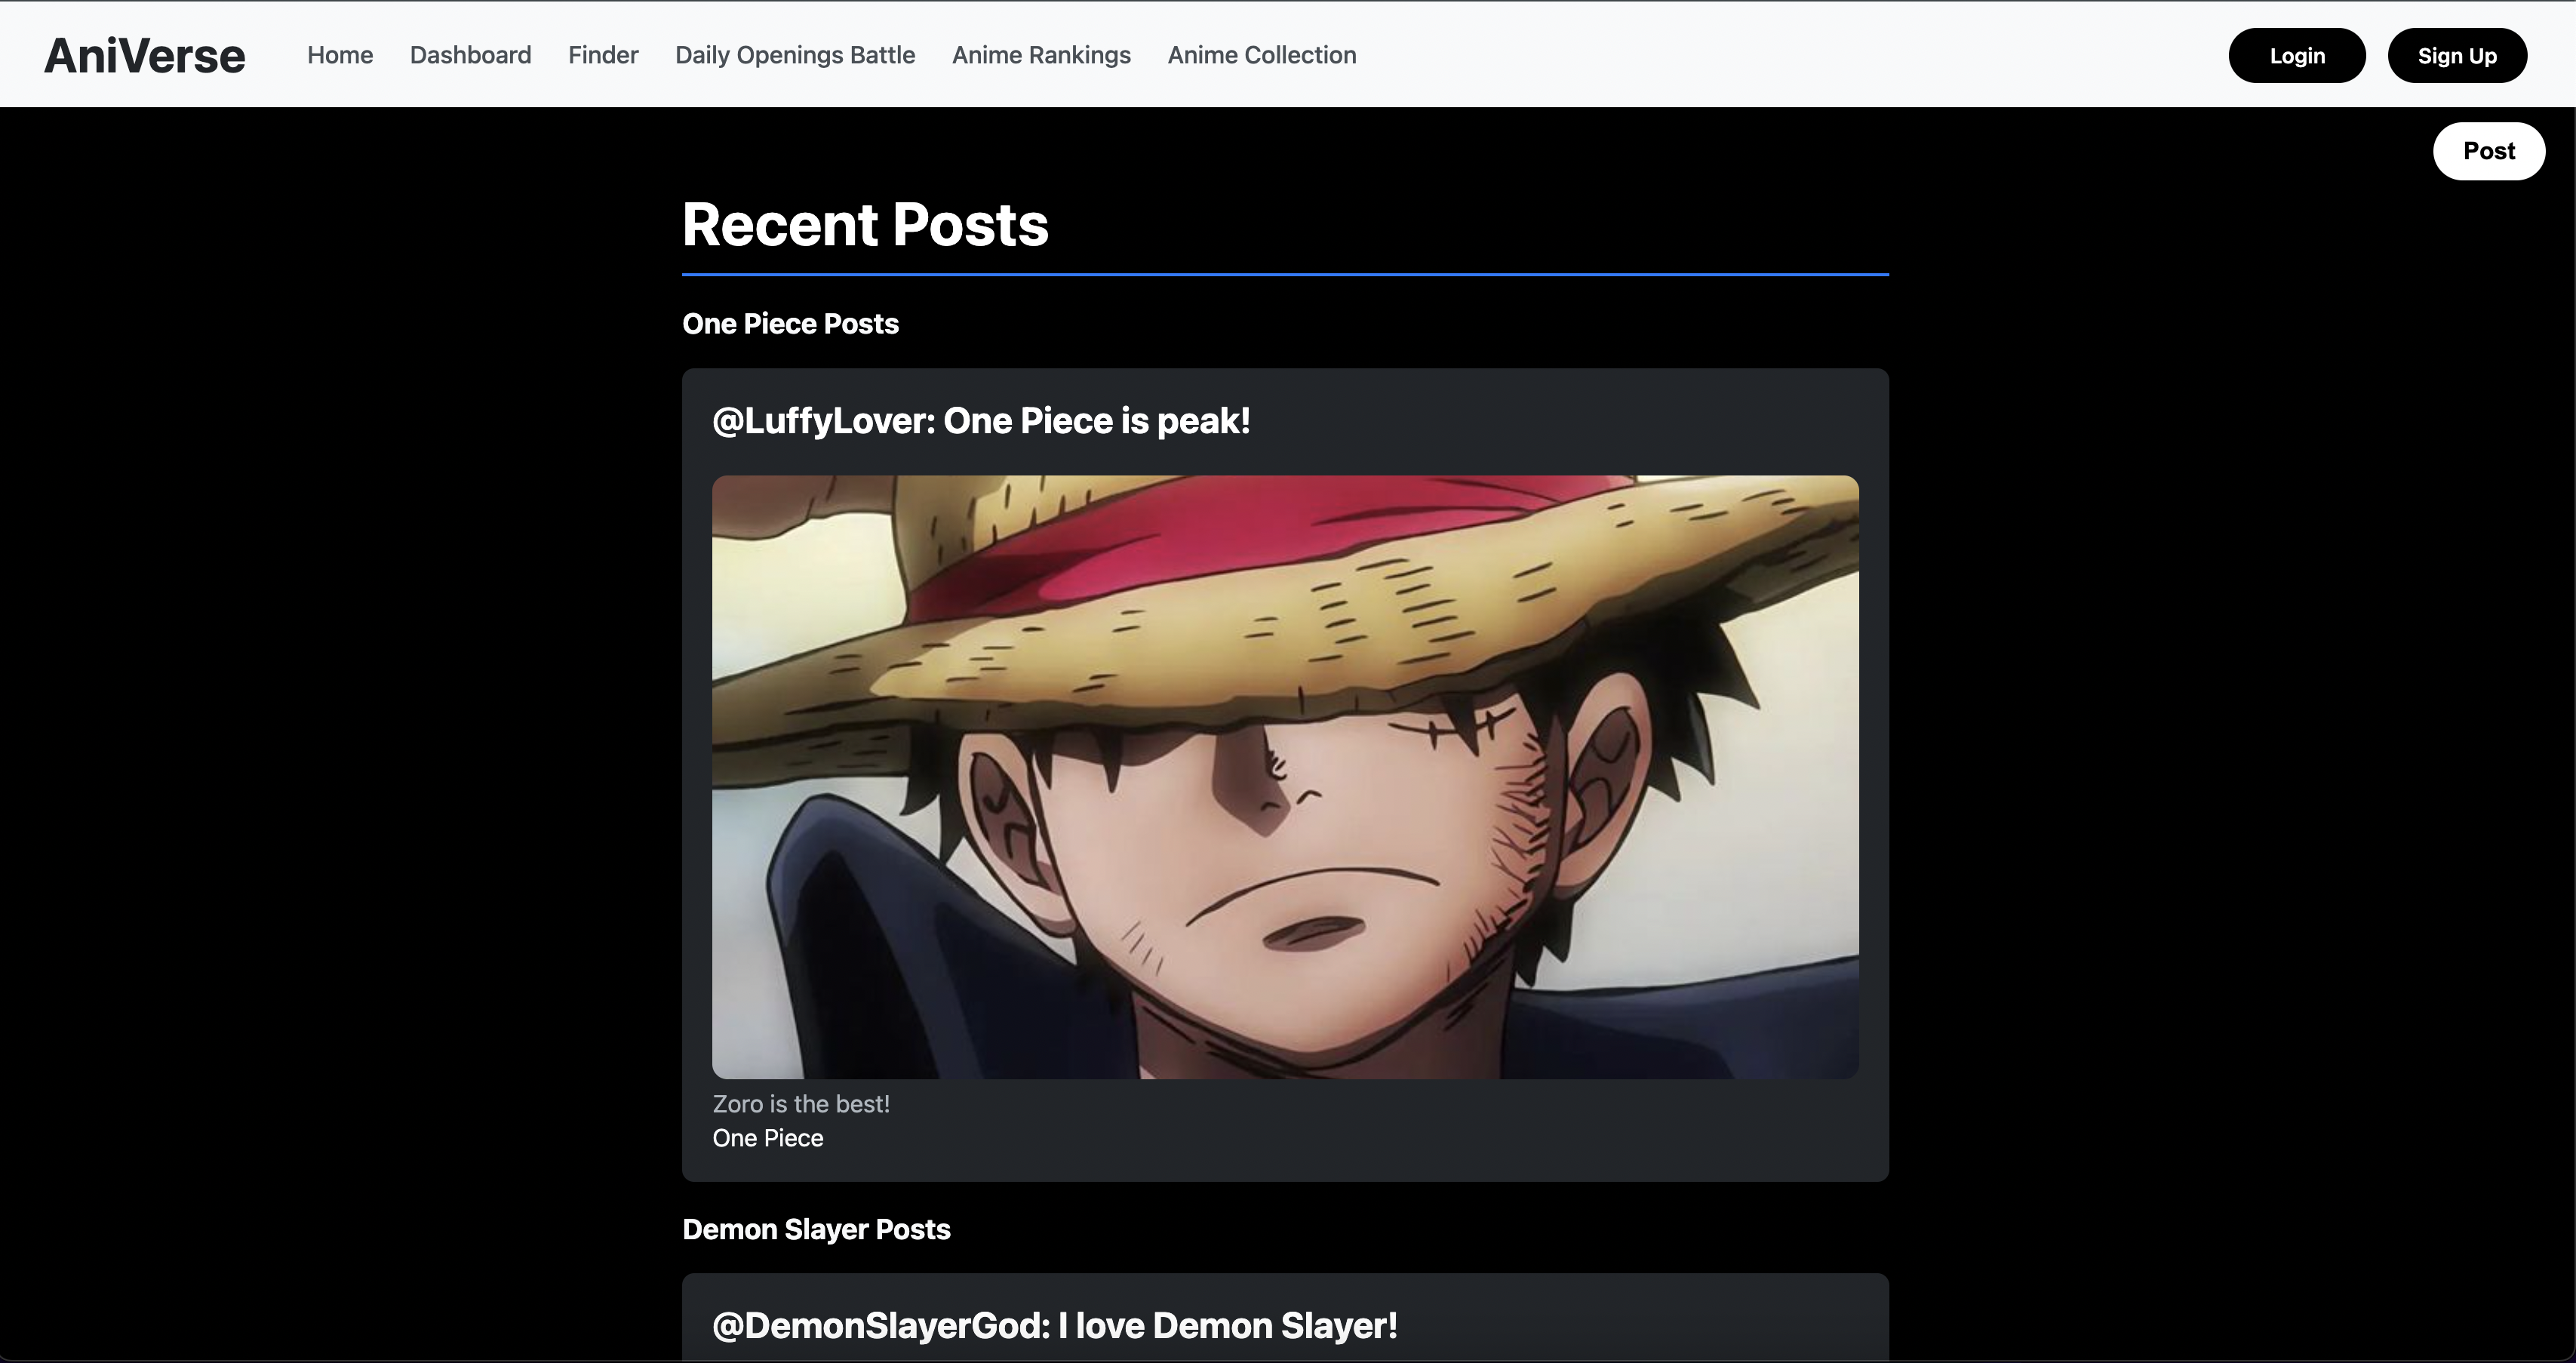 AniVerse Home Dashboard Finder Daily Openings Battle Anime Rankings Anime Collection Login Sign Up
Post
Recent Posts
One Piece Posts
@LuffyLover: One Piece is peak!
Zoro is the best!
One Piece
Demon Slayer Posts
@DemonSlayerGod: I love Demon Slayer!